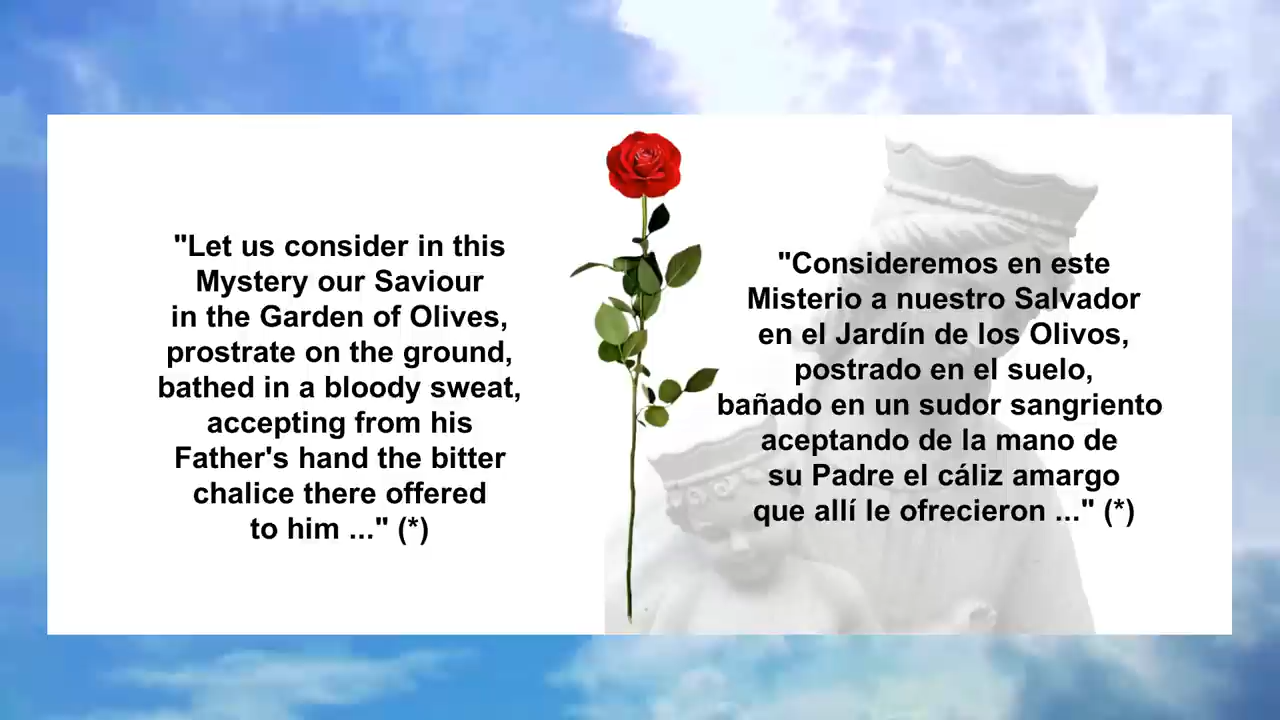 "Let us consider in this
Mystery our Saviour
in the Garden of Olives,
prostrate on the ground,
bathed in a bloody sweat,
accepting from his
Father's hand the bitter
chalice there offered
to him ..." (*)
"Consideremos en este
Misterio a nuestro Salvador
en el Jardín de los Olivos,
postrado en el suelo,
bañado en un sudor sangriento
aceptando de la mano de
su Padre el cáliz amargo
que allí le ofrecieron ..." (*)